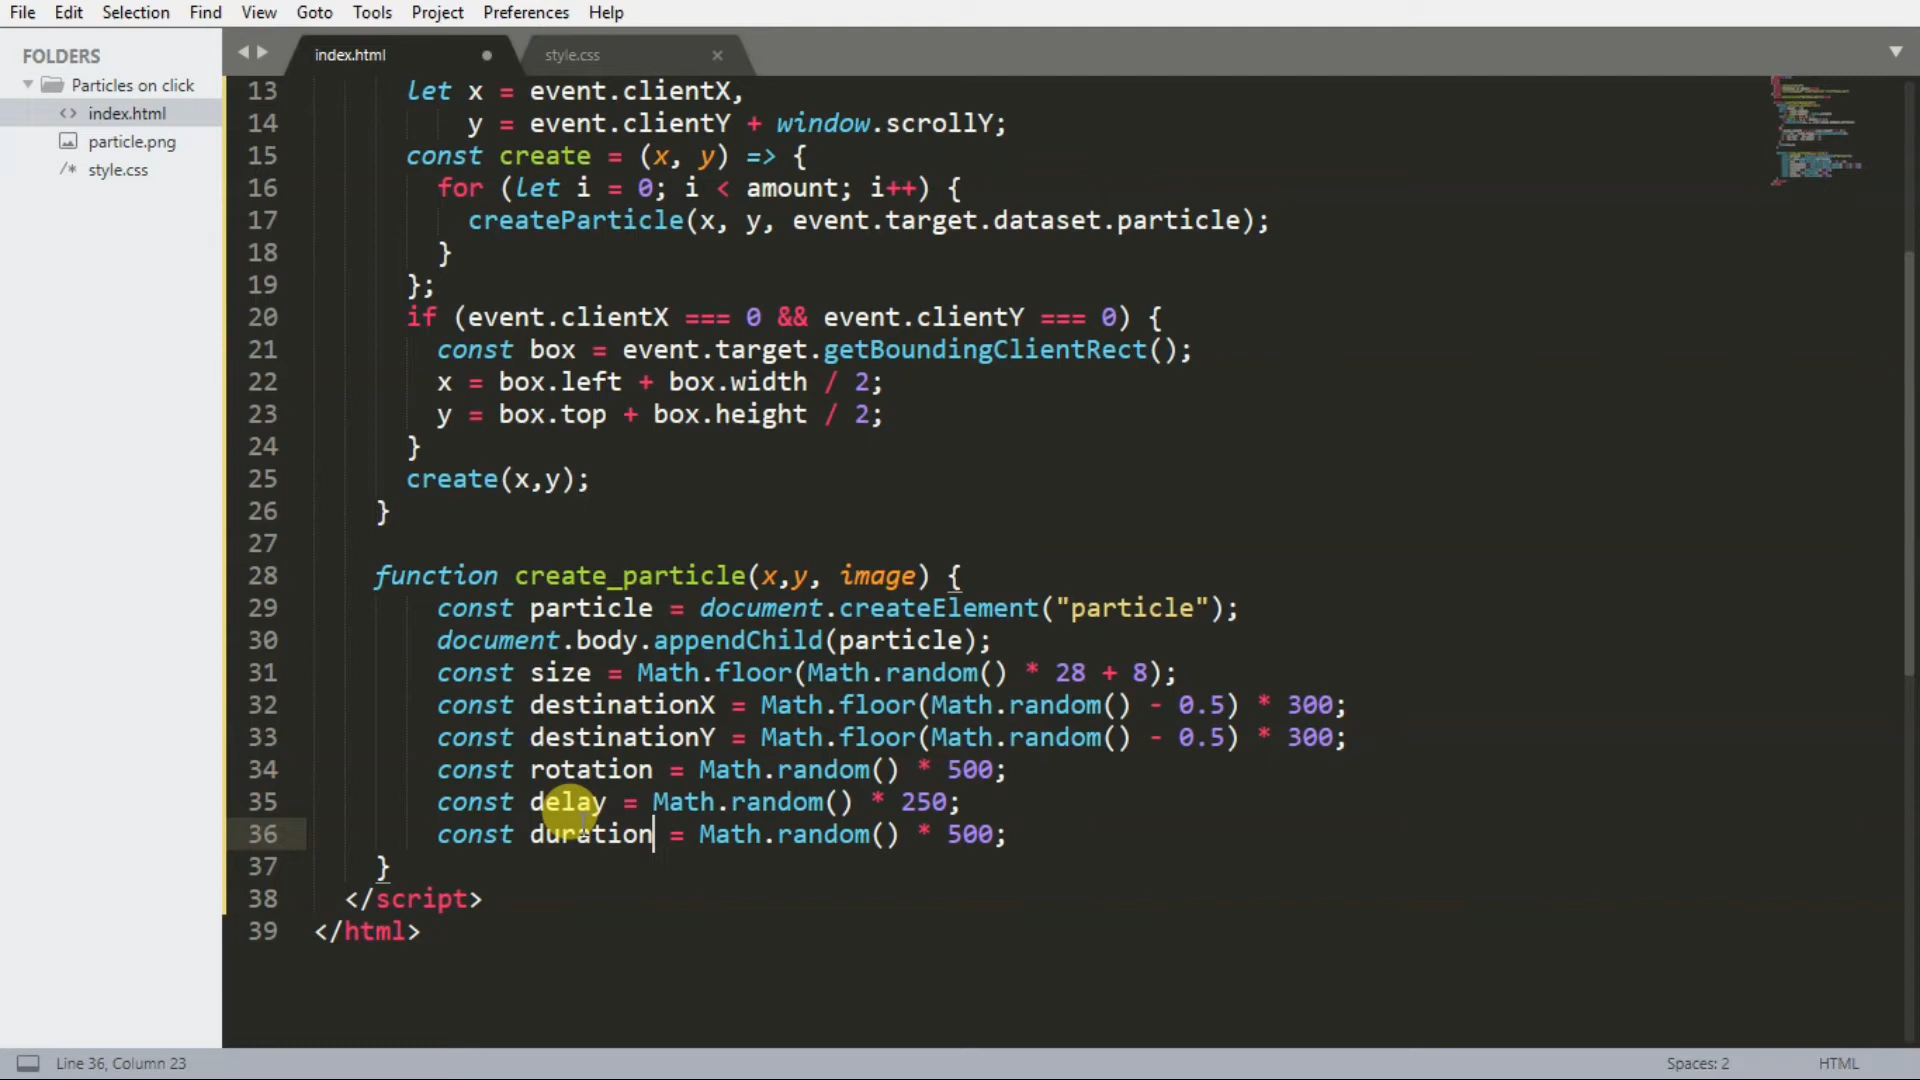 File Edit Selection Find View Goto Tools Project Preferences Help
FOLDERS
Particles on click
<> index.html
particle.png
/* style.css
index.html
style.css
13 let x = event.clientX,
14 y = event.clientY + window.scrollY;
15 const create = (x, y) => {
16 for (let i = 0; i < amount; i++) {
17 createParticle(x, y, event.target.dataset.particle);
18 }
19 };
20 if (event.clientX === 0 && event.clientY === 0) {
21 const box = event.target.getBoundingClientRect();
22 x = box.left + box.width / 2;
23 y = box.top + box.height / 2;
24 }
25 create(x,y);
26 }
27
28 function create_particle(x,y, image) {
29 const particle = document.createElement("particle");
30 document.body.appendChild(particle);
31 const size = Math.floor(Math.random() * 28 + 8);
32 const destinationX = Math.floor(Math.random() - 0.5) * 300;
33 const destinationY = Math.floor(Math.random() - 0.5) * 300;
34 const rotation = Math.random() * 500;
35 const delay = Math.random() * 250;
36 const duration = Math.random() * 500;
37 }
38 </script>
39 </html>
Line 36, Column 23
Spaces: 2
HTML